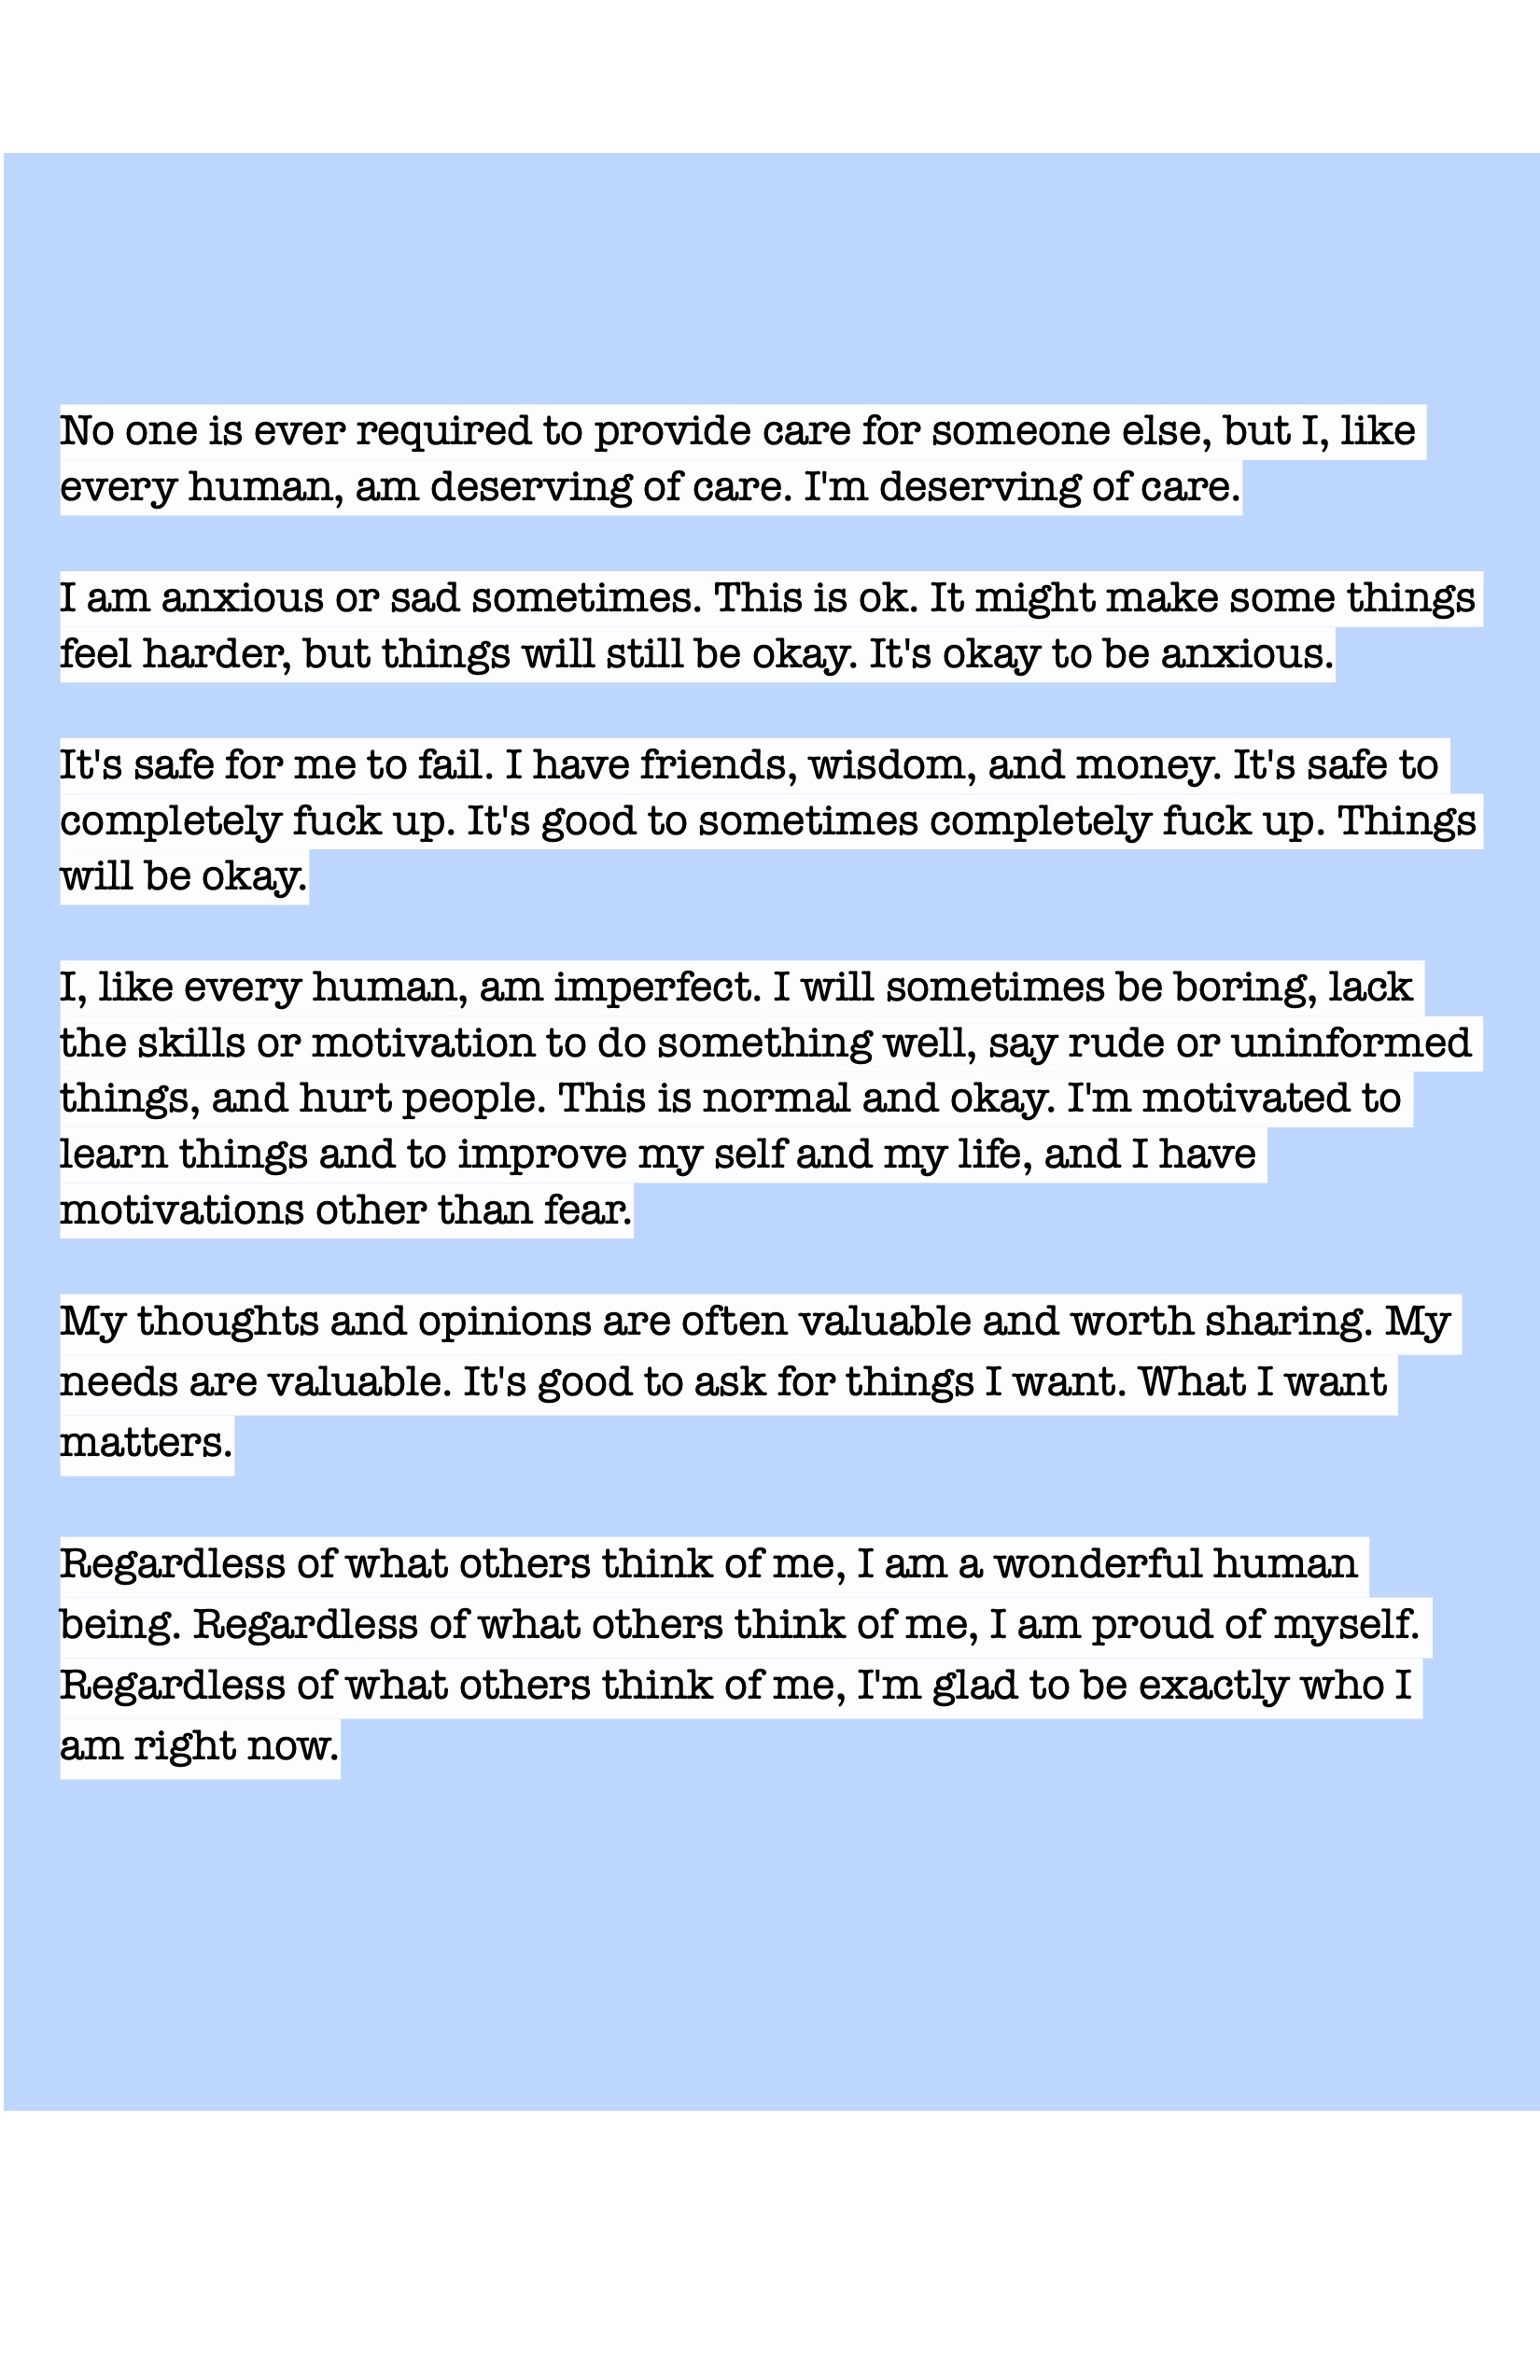 No one is ever required to provide care for someone else, but I, like
every human, am deserving of care. I'm deserving of care.
I am anxious or sad sometimes. This is ok. It might make some things
feel harder, but things will still be okay. It's okay to be anxious.
It's safe for me to fail. I have friends, wisdom, and money. It's safe to
completely fuck up. It's good to sometimes completely fuck up. Things
will be okay.
I, like every human, am imperfect. I will sometimes be boring, lack
the skills or motivation to do something well, say rude or uninformed
things, and hurt people. This is normal and okay. I'm motivated to
learn things and to improve my self and my life, and I have
motivations other than fear.
My thoughts and opinions are often valuable and worth sharing. My
needs are valuable. It's good to ask for things I want. What I want
matters.
Regardless of what others think of me, I am a wonderful human
being. Regardless of what others think of me, I am proud of myself.
Regardless of what others think of me, I'm glad to be exactly who I
am right now.